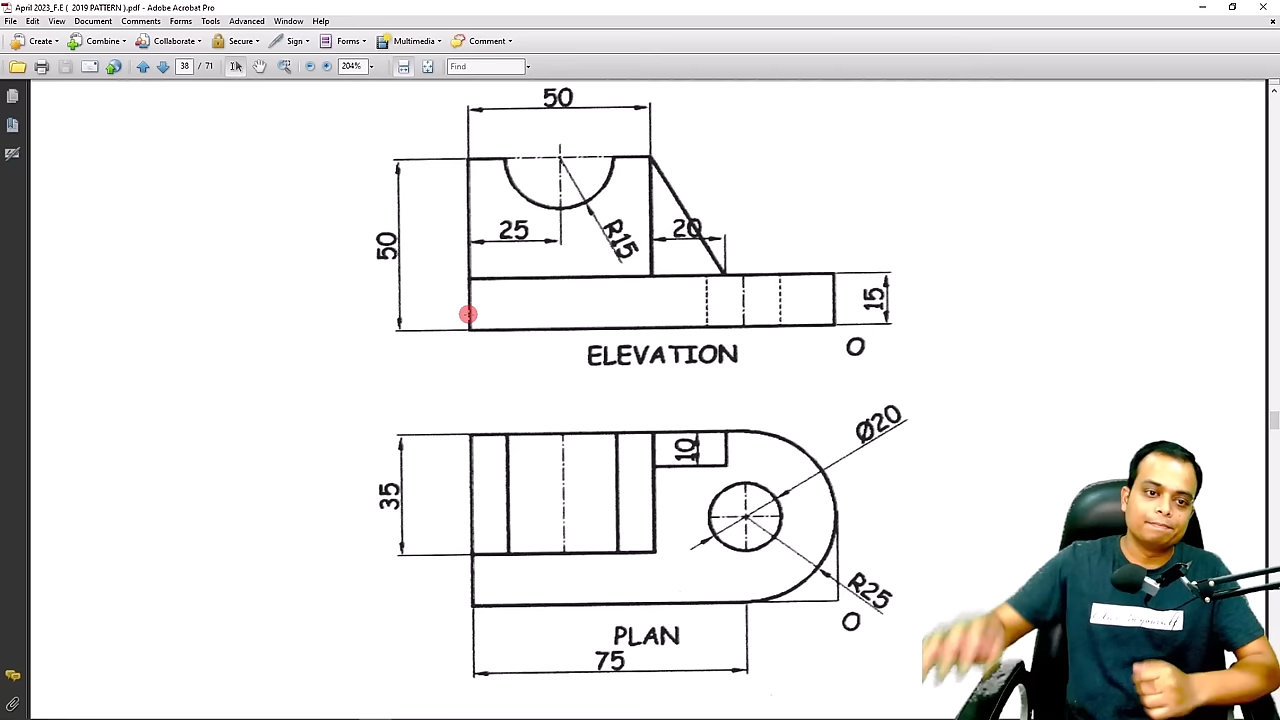 April 2023_F.E ( 2019 PATTERN ).pdf - Adobe Acrobat Pro
File Edit View Document Comments Forms Tools Advanced Window Help
Create Combine Collaborate Secure Sign Forms Multimedia Comment
38 / 71 204% Find
50
50
25
R15
20
15
ELEVATION
O
Ø20
10
35
R25
O
PLAN
75